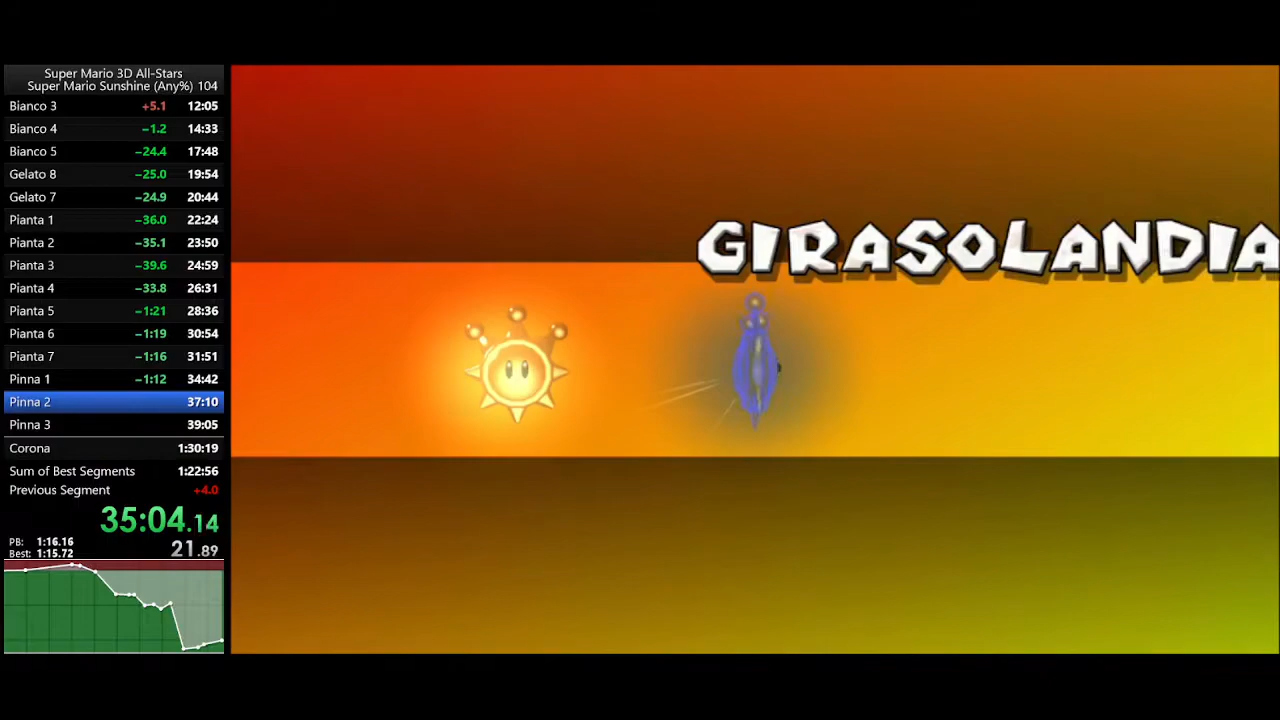 Super Mario 3D All-Stars
Super Mario Sunshine (Any%) 104
Bianco 3 +5.1 12:05
Bianco 4 −1.2 14:33
Bianco 5 −24.4 17:48
Gelato 8 −25.0 19:54
Gelato 7 −24.9 20:44
Pianta 1 −36.0 22:24
Pianta 2 −35.1 23:50
Pianta 3 −39.6 24:59
Pianta 4 −33.8 26:31
Pianta 5 −1:21 28:36
Pianta 6 −1:19 30:54
Pianta 7 −1:16 31:51
Pinna 1 −1:12 34:42
Pinna 2 37:10
Pinna 3 39:05
Corona 1:30:19
Sum of Best Segments 1:22:56
Previous Segment +4.0
35:04.14
PB: 1:16.16
Best: 1:15.72
21.89
GIRASOLANDIA